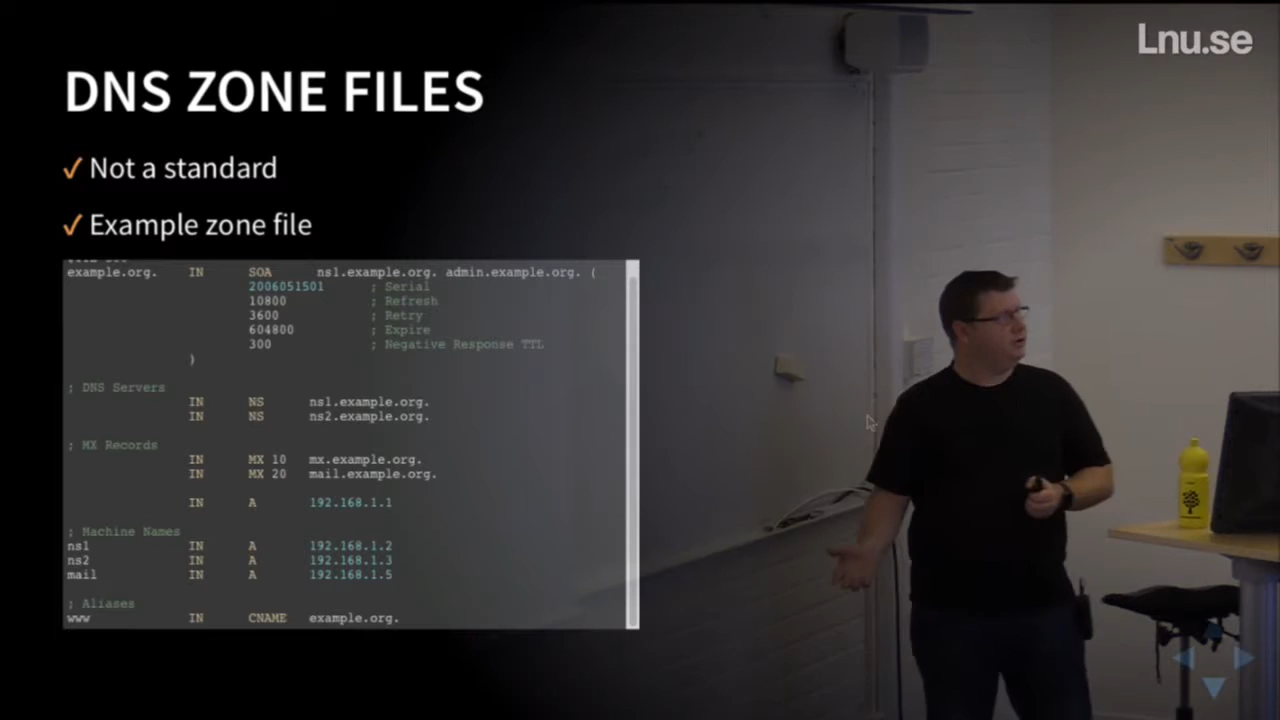 Lnu.se
DNS ZONE FILES
✓ Not a standard
✓ Example zone file
example.org. IN SOA ns1.example.org. admin.example.org. (
2006051501 ; Serial
10800 ; Refresh
3600 ; Retry
604800 ; Expire
300 ; Negative Response TTL
)
; DNS Servers
IN NS ns1.example.org.
IN NS ns2.example.org.
; MX Records
IN MX 10 mx.example.org.
IN MX 20 mail.example.org.
IN A 192.168.1.1
; Machine Names
ns1 IN A 192.168.1.2
ns2 IN A 192.168.1.3
mail IN A 192.168.1.5
; Aliases
www IN CNAME example.org.